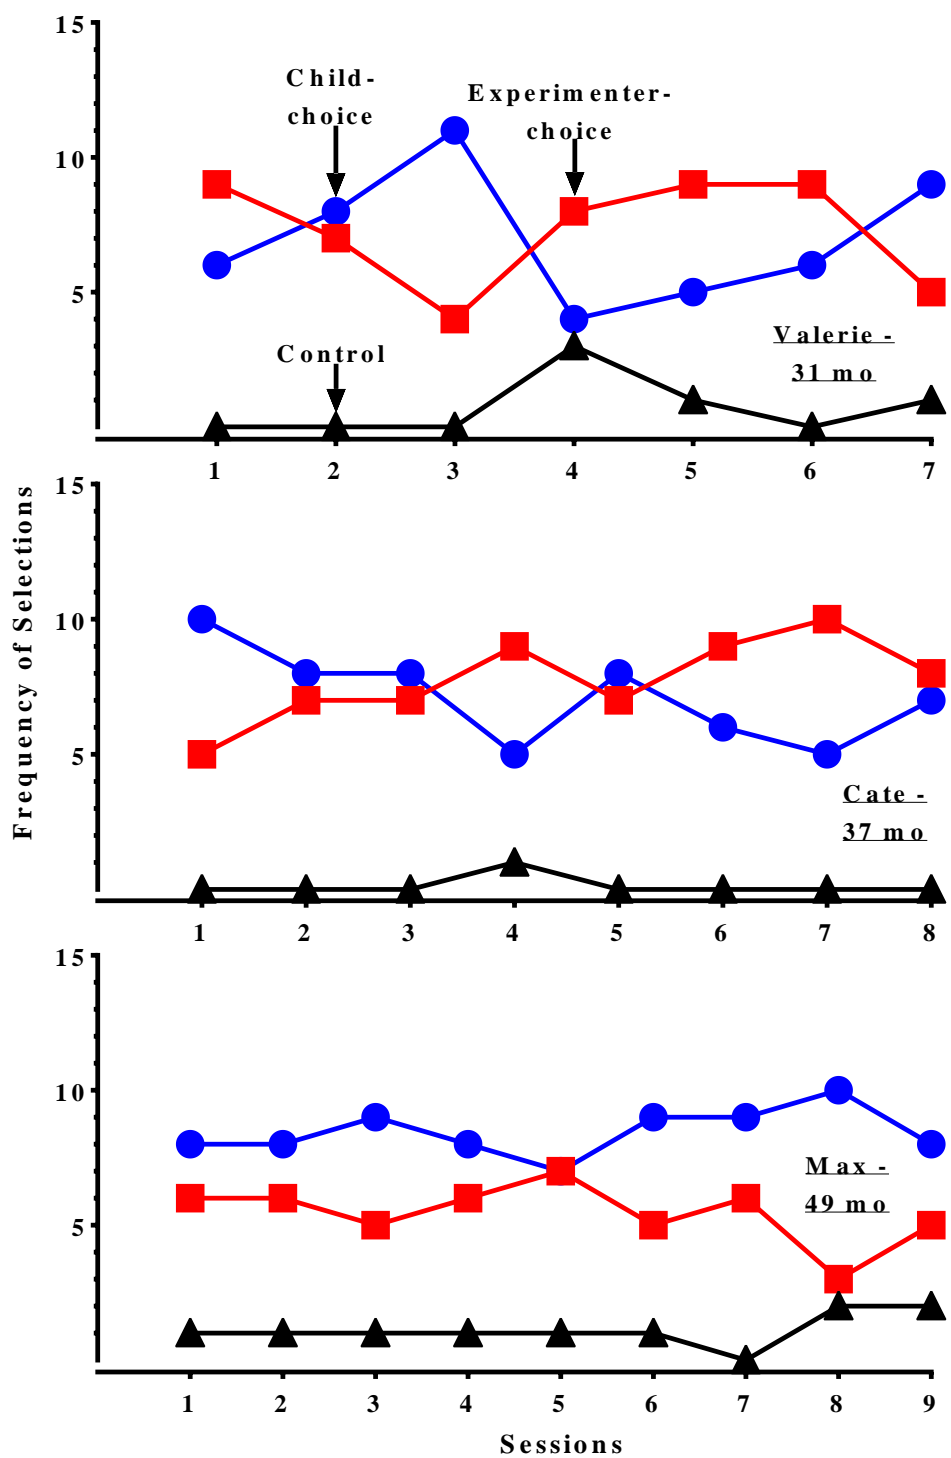 15
Child-
choice
Experimenter-
choice
10
5
Control
Valerie -
31 mo
1 2 3 4 5 6 7
Frequency of Selections
15
10
5
Cate -
37 mo
1 2 3 4 5 6 7 8
15
10
5
Max -
49 mo
1 2 3 4 5 6 7 8 9
Sessions